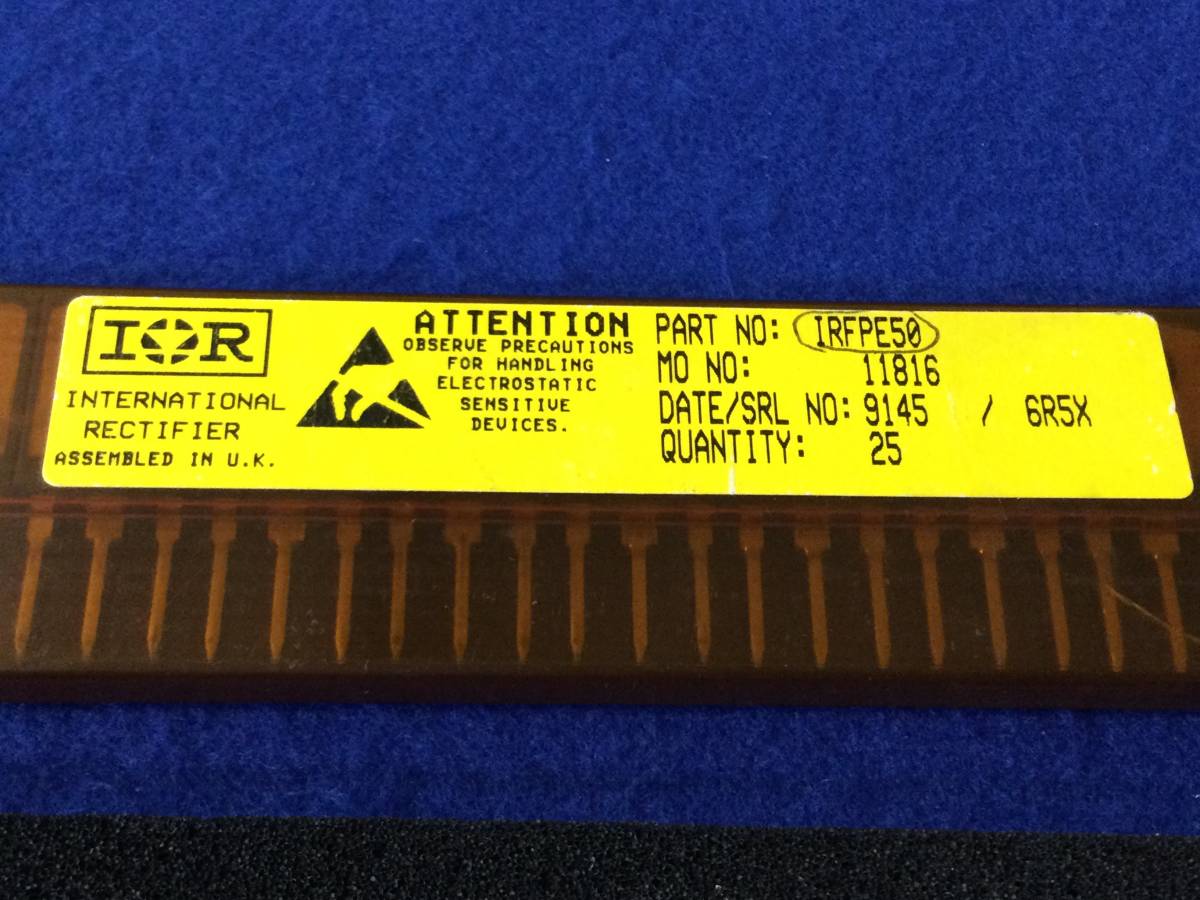 IOR
INTERNATIONAL
RECTIFIER
ASSEMBLED IN U.K.
ATTENTION
OBSERVE PRECAUTIONS
FOR HANDLING
ELECTROSTATIC
SENSITIVE
DEVICES.
PART NO: IRFPE50
MO NO: 11816
DATE/SRL NO: 9145 / 6R5X
QUANTITY: 25